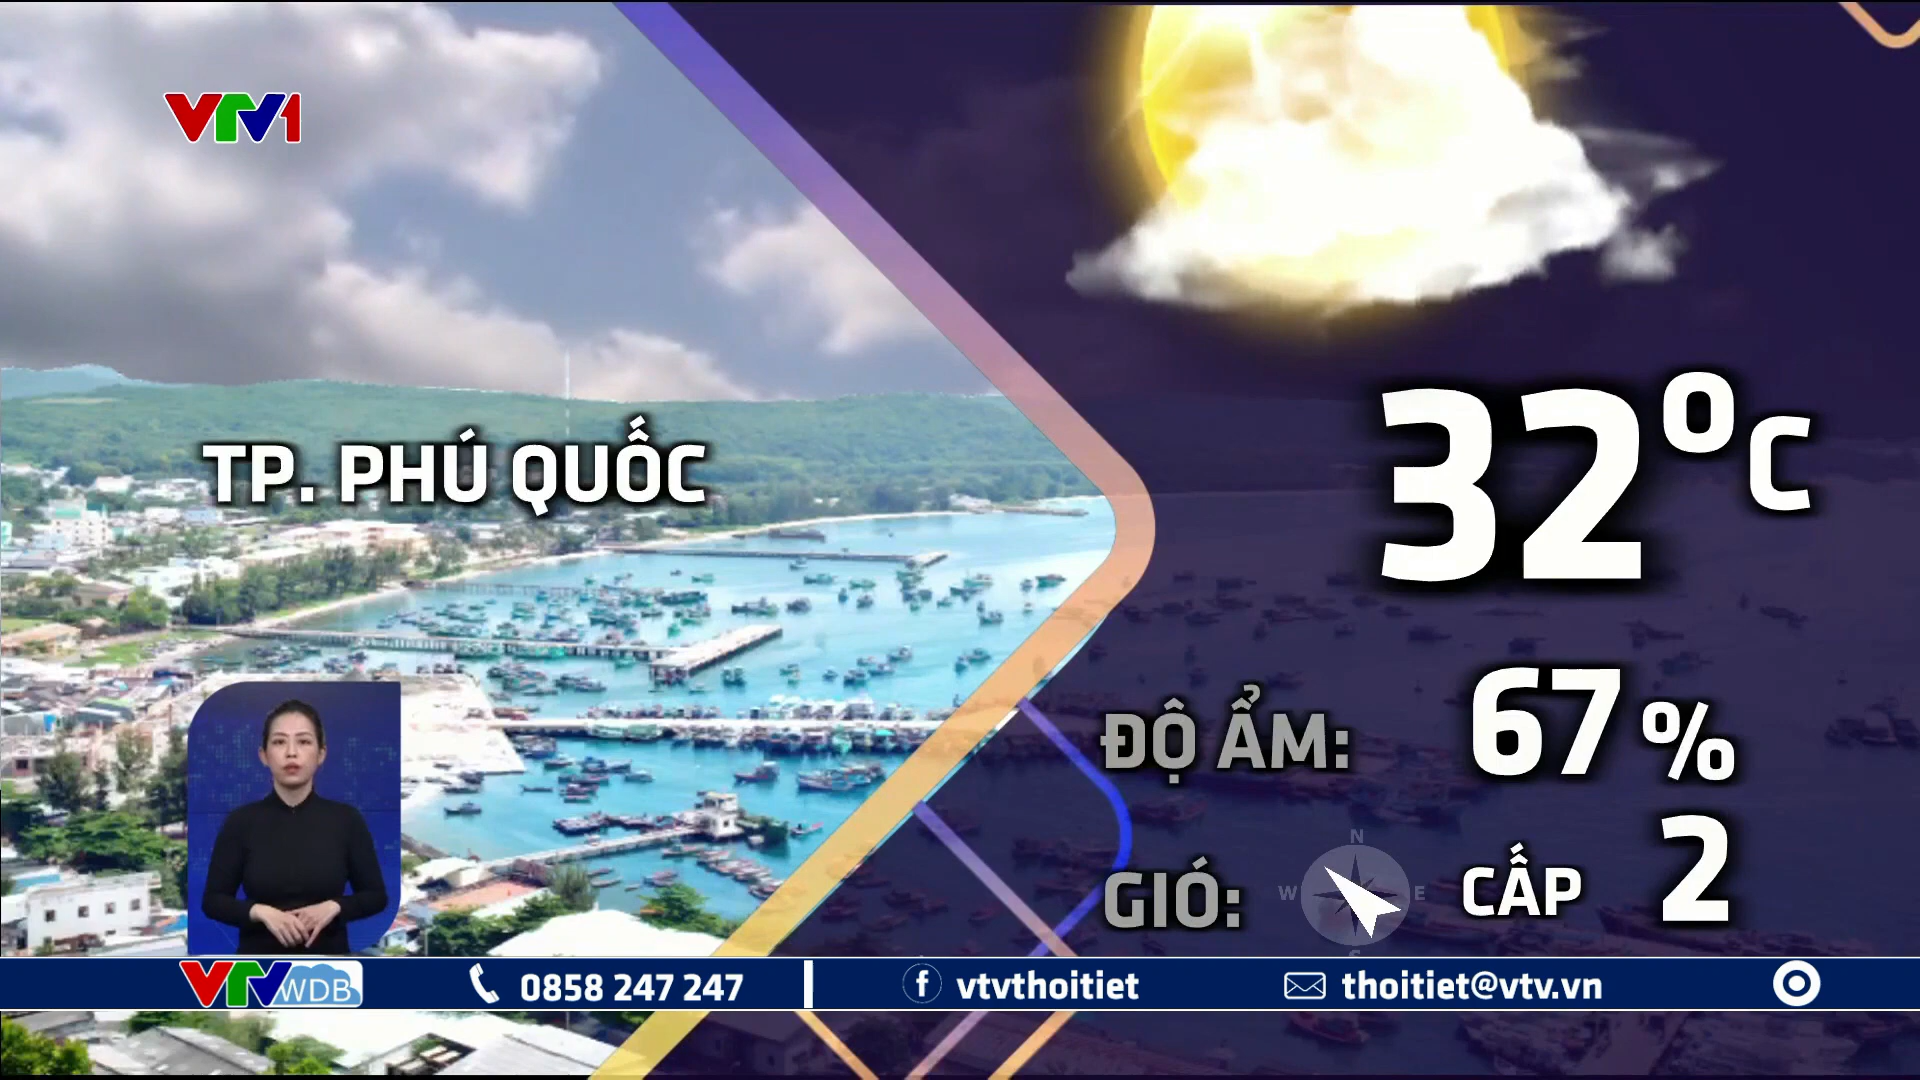 VTV1
TP. PHÚ QUỐC
32°C
ĐỘ ẨM: 67 %
N
W E
GIÓ: CẤP 2
VTV WDB 0858 247 247 vtvthoitiet thoitiet@vtv.vn